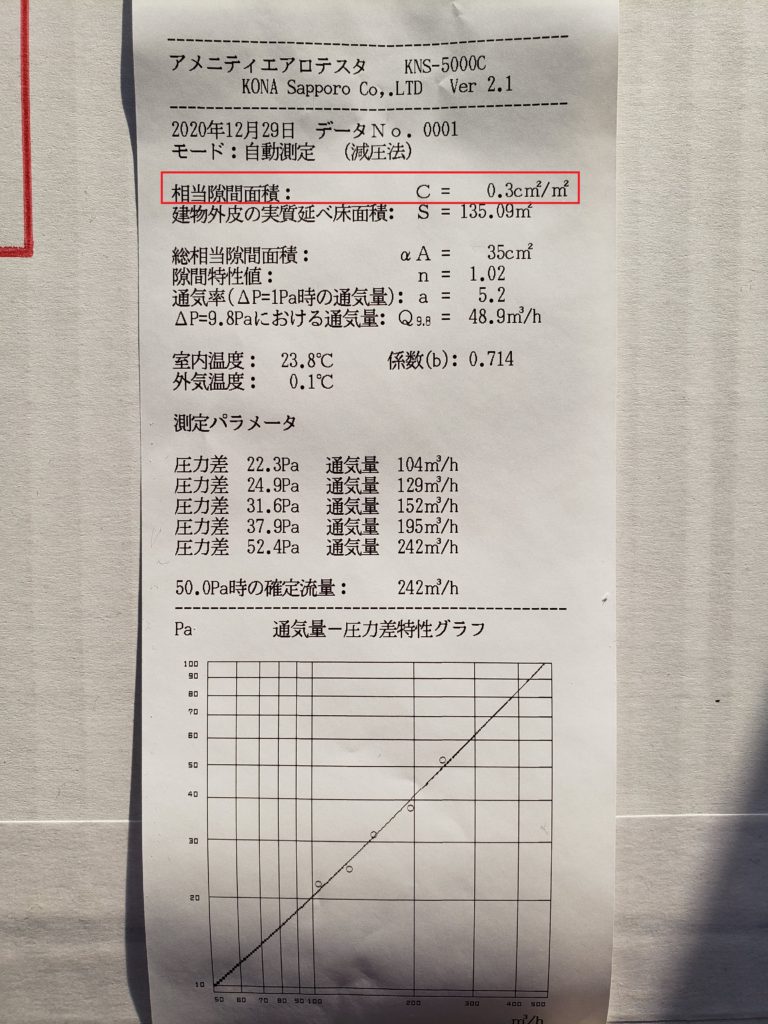 アメニティエアロテスタ KNS-5000C
KONA Sapporo Co,.LTD Ver 2.1
2020年12月29日 データNo. 0001
モード：自動測定 (減圧法)
相当隙間面積： C = 0.3c㎡/㎡
建物外皮の実質延べ床面積： S = 135.09㎡
総相当隙間面積： αA = 35c㎡
隙間特性値： n = 1.02
通気率(ΔP=1Pa時の通気量)： a = 5.2
ΔP=9.8Paにおける通気量： Q9.8 = 48.9㎥/h
室内温度： 23.8℃ 係数(b)： 0.714
外気温度： 0.1℃
測定パラメータ
圧力差 22.3Pa 通気量 104㎥/h
圧力差 24.9Pa 通気量 129㎥/h
圧力差 31.6Pa 通気量 152㎥/h
圧力差 37.9Pa 通気量 195㎥/h
圧力差 52.4Pa 通気量 242㎥/h
50.0Pa時の確定流量： 242㎥/h
Pa 通気量－圧力差特性グラフ
100
90
80
70
60
50
40
30
20
10
50 60 70 80 90 100 200 300 400 500
㎥/h